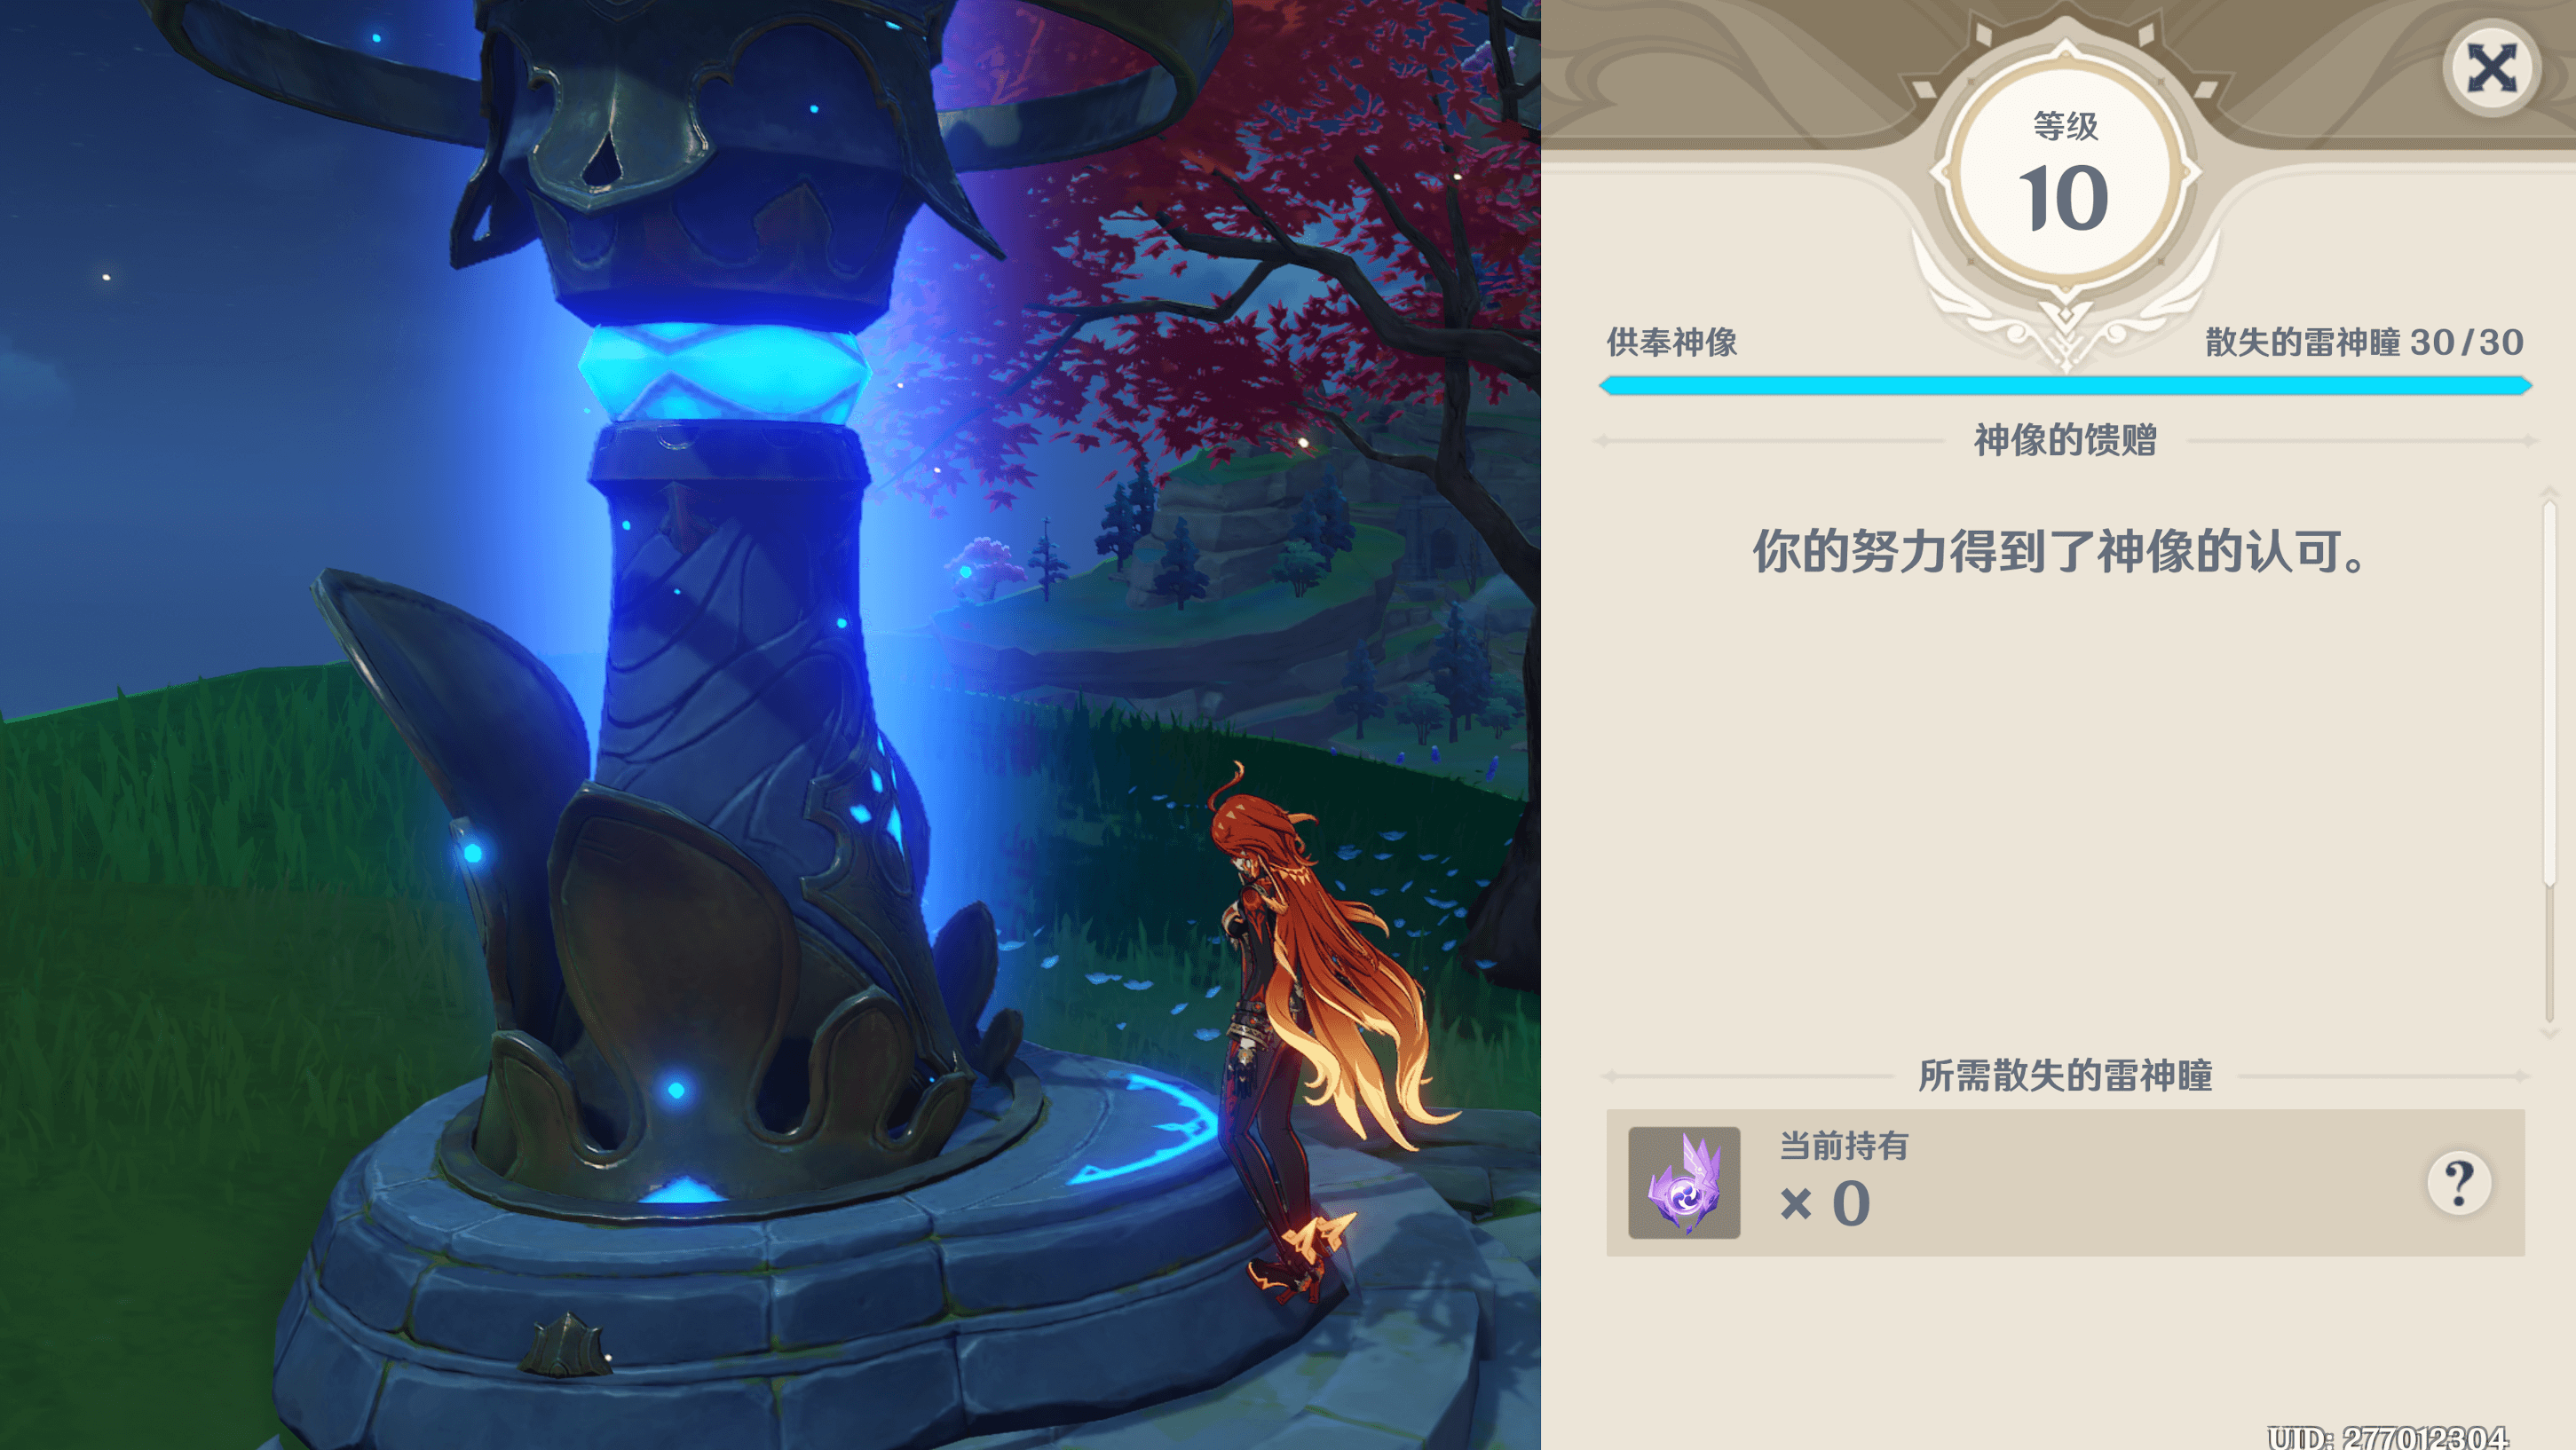 等级
10
供奉神像
散失的雷神瞳 30/30
神像的馈赠
你的努力得到了神像的认可。
所需散失的雷神瞳
当前持有
× 0
?
UID: 277012304